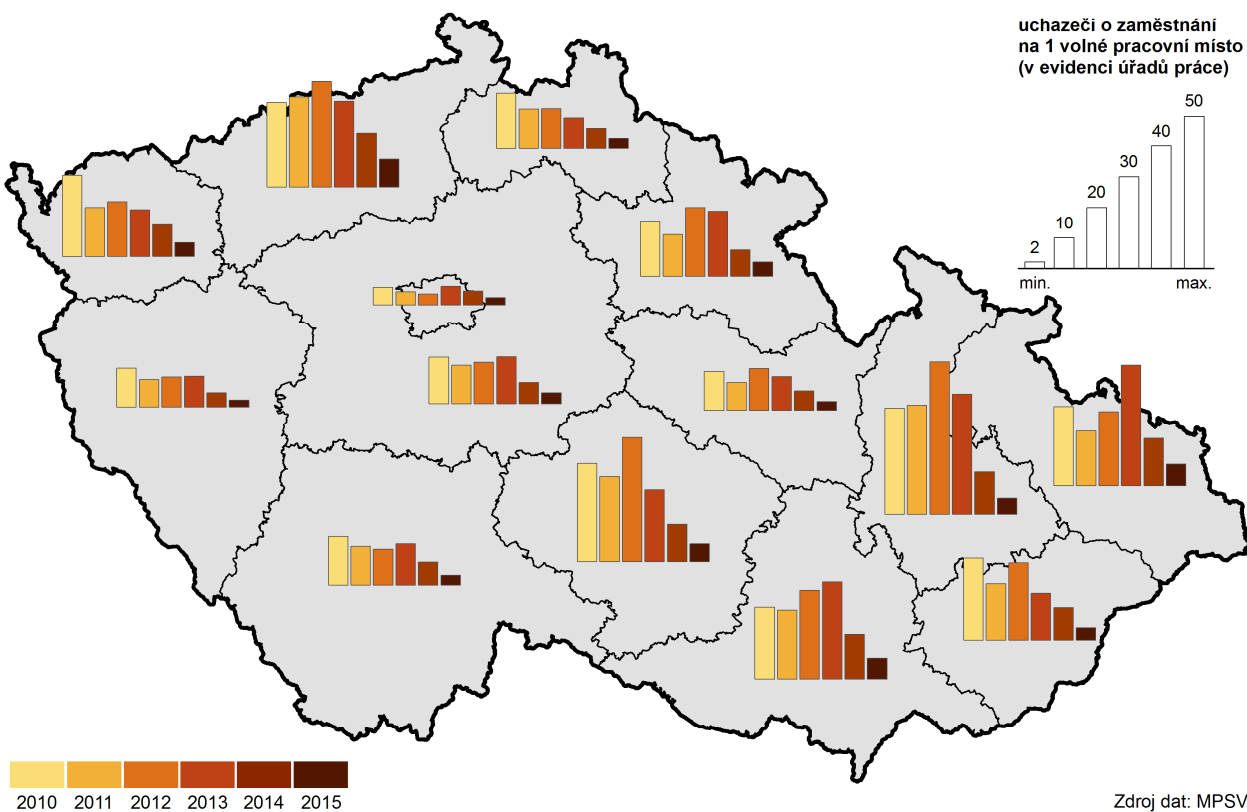 uchazeči o zaměstnání
na 1 volné pracovní místo
(v evidenci úřadů práce)
50
40
30
20
10
2
min.
max.
2010 2011 2012 2013 2014 2015
Zdroj dat: MPSV